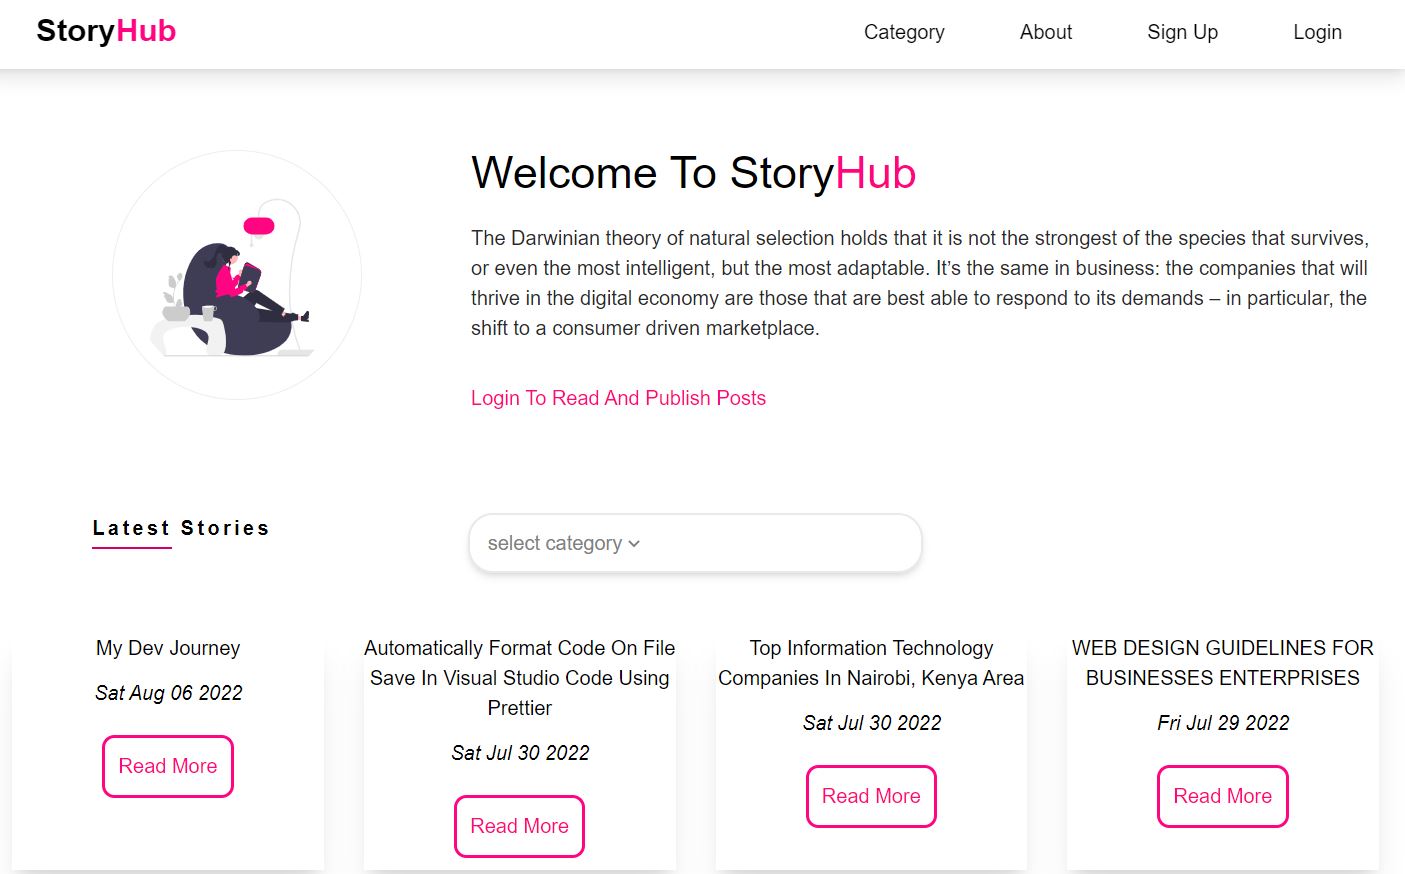 StoryHub
Category About Sign Up Login
Welcome To StoryHub
The Darwinian theory of natural selection holds that it is not the strongest of the species that survives,
or even the most intelligent, but the most adaptable. It’s the same in business: the companies that will
thrive in the digital economy are those that are best able to respond to its demands – in particular, the
shift to a consumer driven marketplace.
Login To Read And Publish Posts
Latest Stories
select category
My Dev Journey
Sat Aug 06 2022
Read More
Automatically Format Code On File
Save In Visual Studio Code Using
Prettier
Sat Jul 30 2022
Read More
Top Information Technology
Companies In Nairobi, Kenya Area
Sat Jul 30 2022
Read More
WEB DESIGN GUIDELINES FOR
BUSINESSES ENTERPRISES
Fri Jul 29 2022
Read More